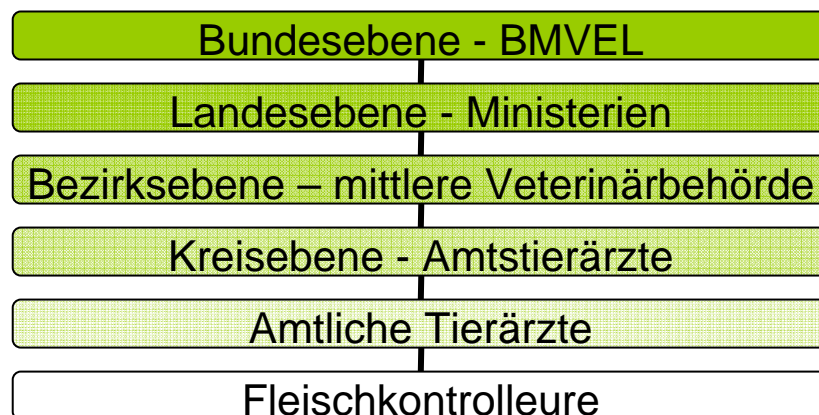 Bundesebene - BMVEL
Landesebene - Ministerien
Bezirksebene – mittlere Veterinärbehörde
Kreisebene - Amtstierärzte
Amtliche Tierärzte
Fleischkontrolleure